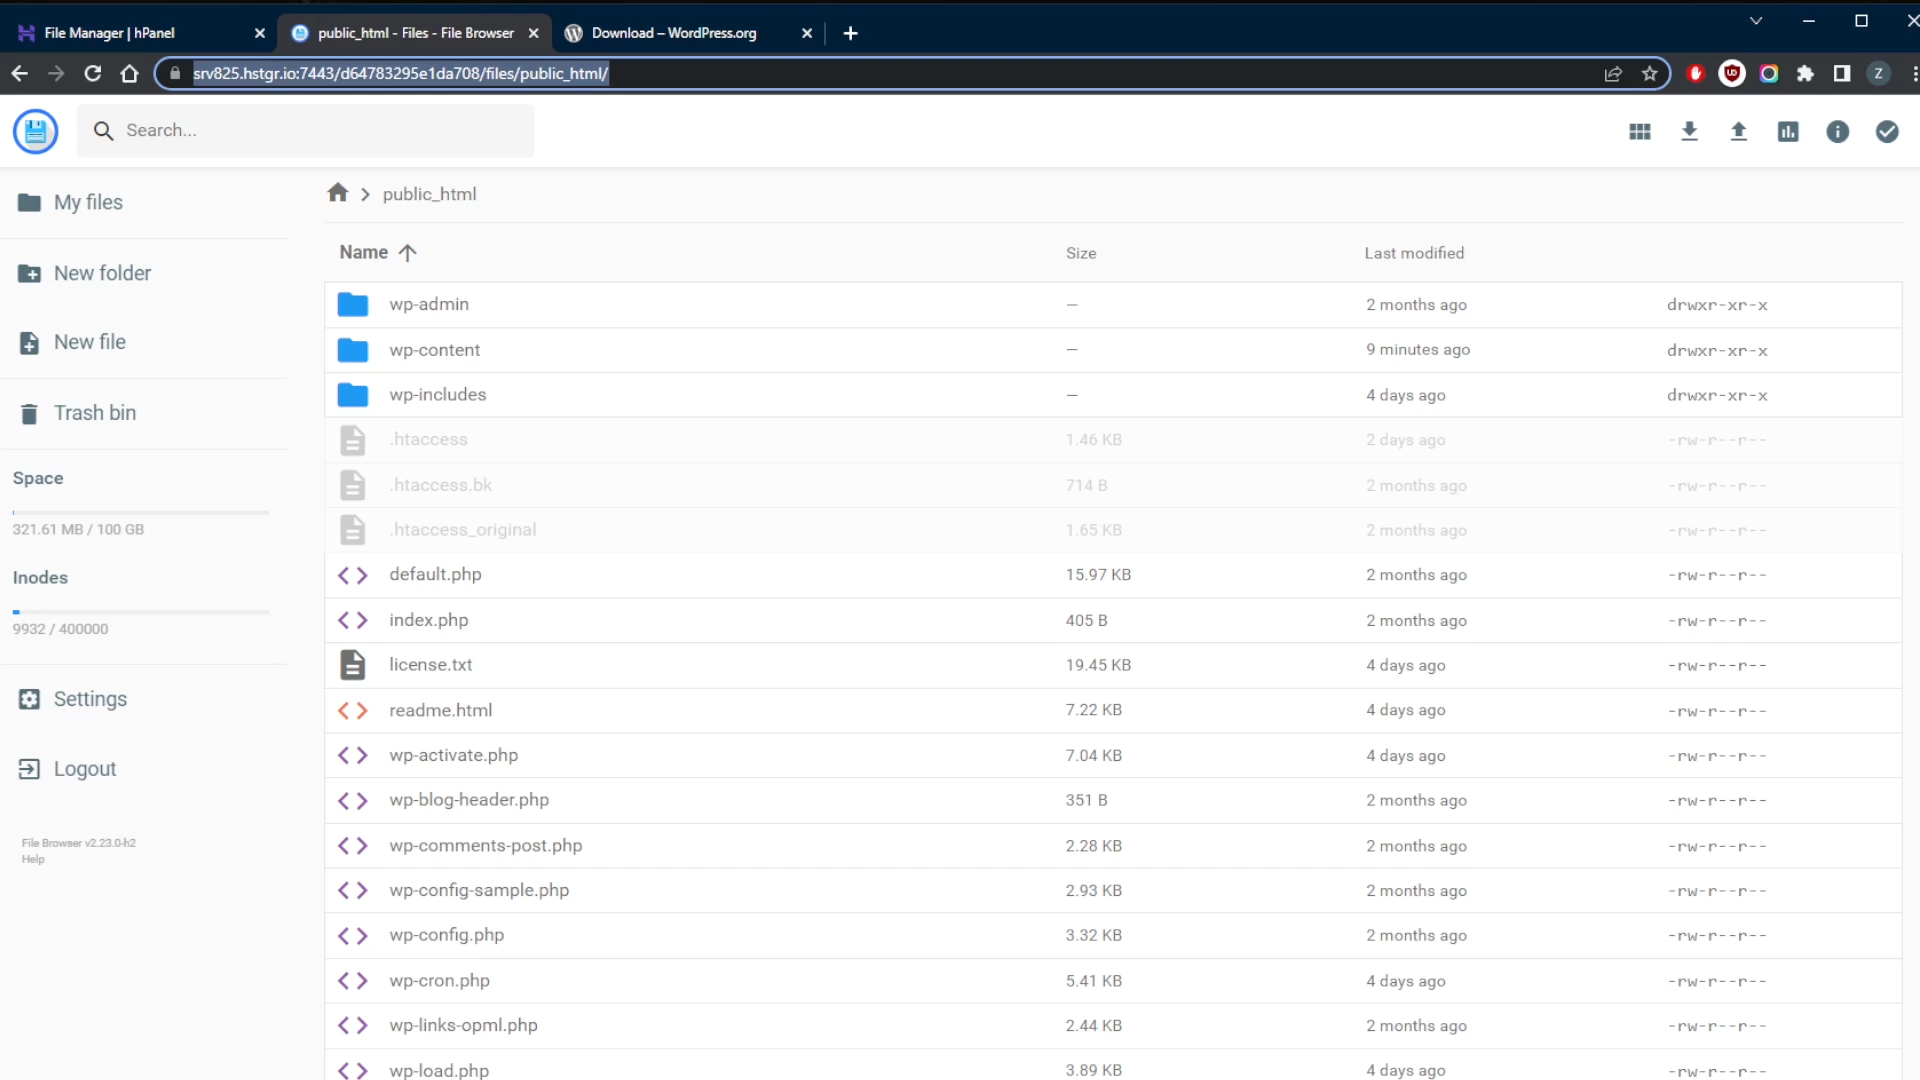 File Manager | hPanel
public_html - Files - File Browser
Download – WordPress.org
srv825.hstgr.io:7443/d64783295e1da708/files/public_html/
Z
Search...
My files
New folder
New file
Trash bin
Space
321.61 MB / 100 GB
Inodes
9932 / 400000
Settings
Logout
File Browser v2.23.0-h2
Help
public_html
Name Size Last modified
wp-admin — 2 months ago drwxr-xr-x
wp-content — 9 minutes ago drwxr-xr-x
wp-includes — 4 days ago drwxr-xr-x
.htaccess 1.46 KB 2 days ago -rw-r--r--
.htaccess.bk 714 B 2 months ago -rw-r--r--
.htaccess_original 1.65 KB 2 months ago -rw-r--r--
default.php 15.97 KB 2 months ago -rw-r--r--
index.php 405 B 2 months ago -rw-r--r--
license.txt 19.45 KB 4 days ago -rw-r--r--
readme.html 7.22 KB 4 days ago -rw-r--r--
wp-activate.php 7.04 KB 4 days ago -rw-r--r--
wp-blog-header.php 351 B 2 months ago -rw-r--r--
wp-comments-post.php 2.28 KB 2 months ago -rw-r--r--
wp-config-sample.php 2.93 KB 2 months ago -rw-r--r--
wp-config.php 3.32 KB 2 months ago -rw-r--r--
wp-cron.php 5.41 KB 4 days ago -rw-r--r--
wp-links-opml.php 2.44 KB 2 months ago -rw-r--r--
wp-load.php 3.89 KB 4 days ago -rw-r--r--